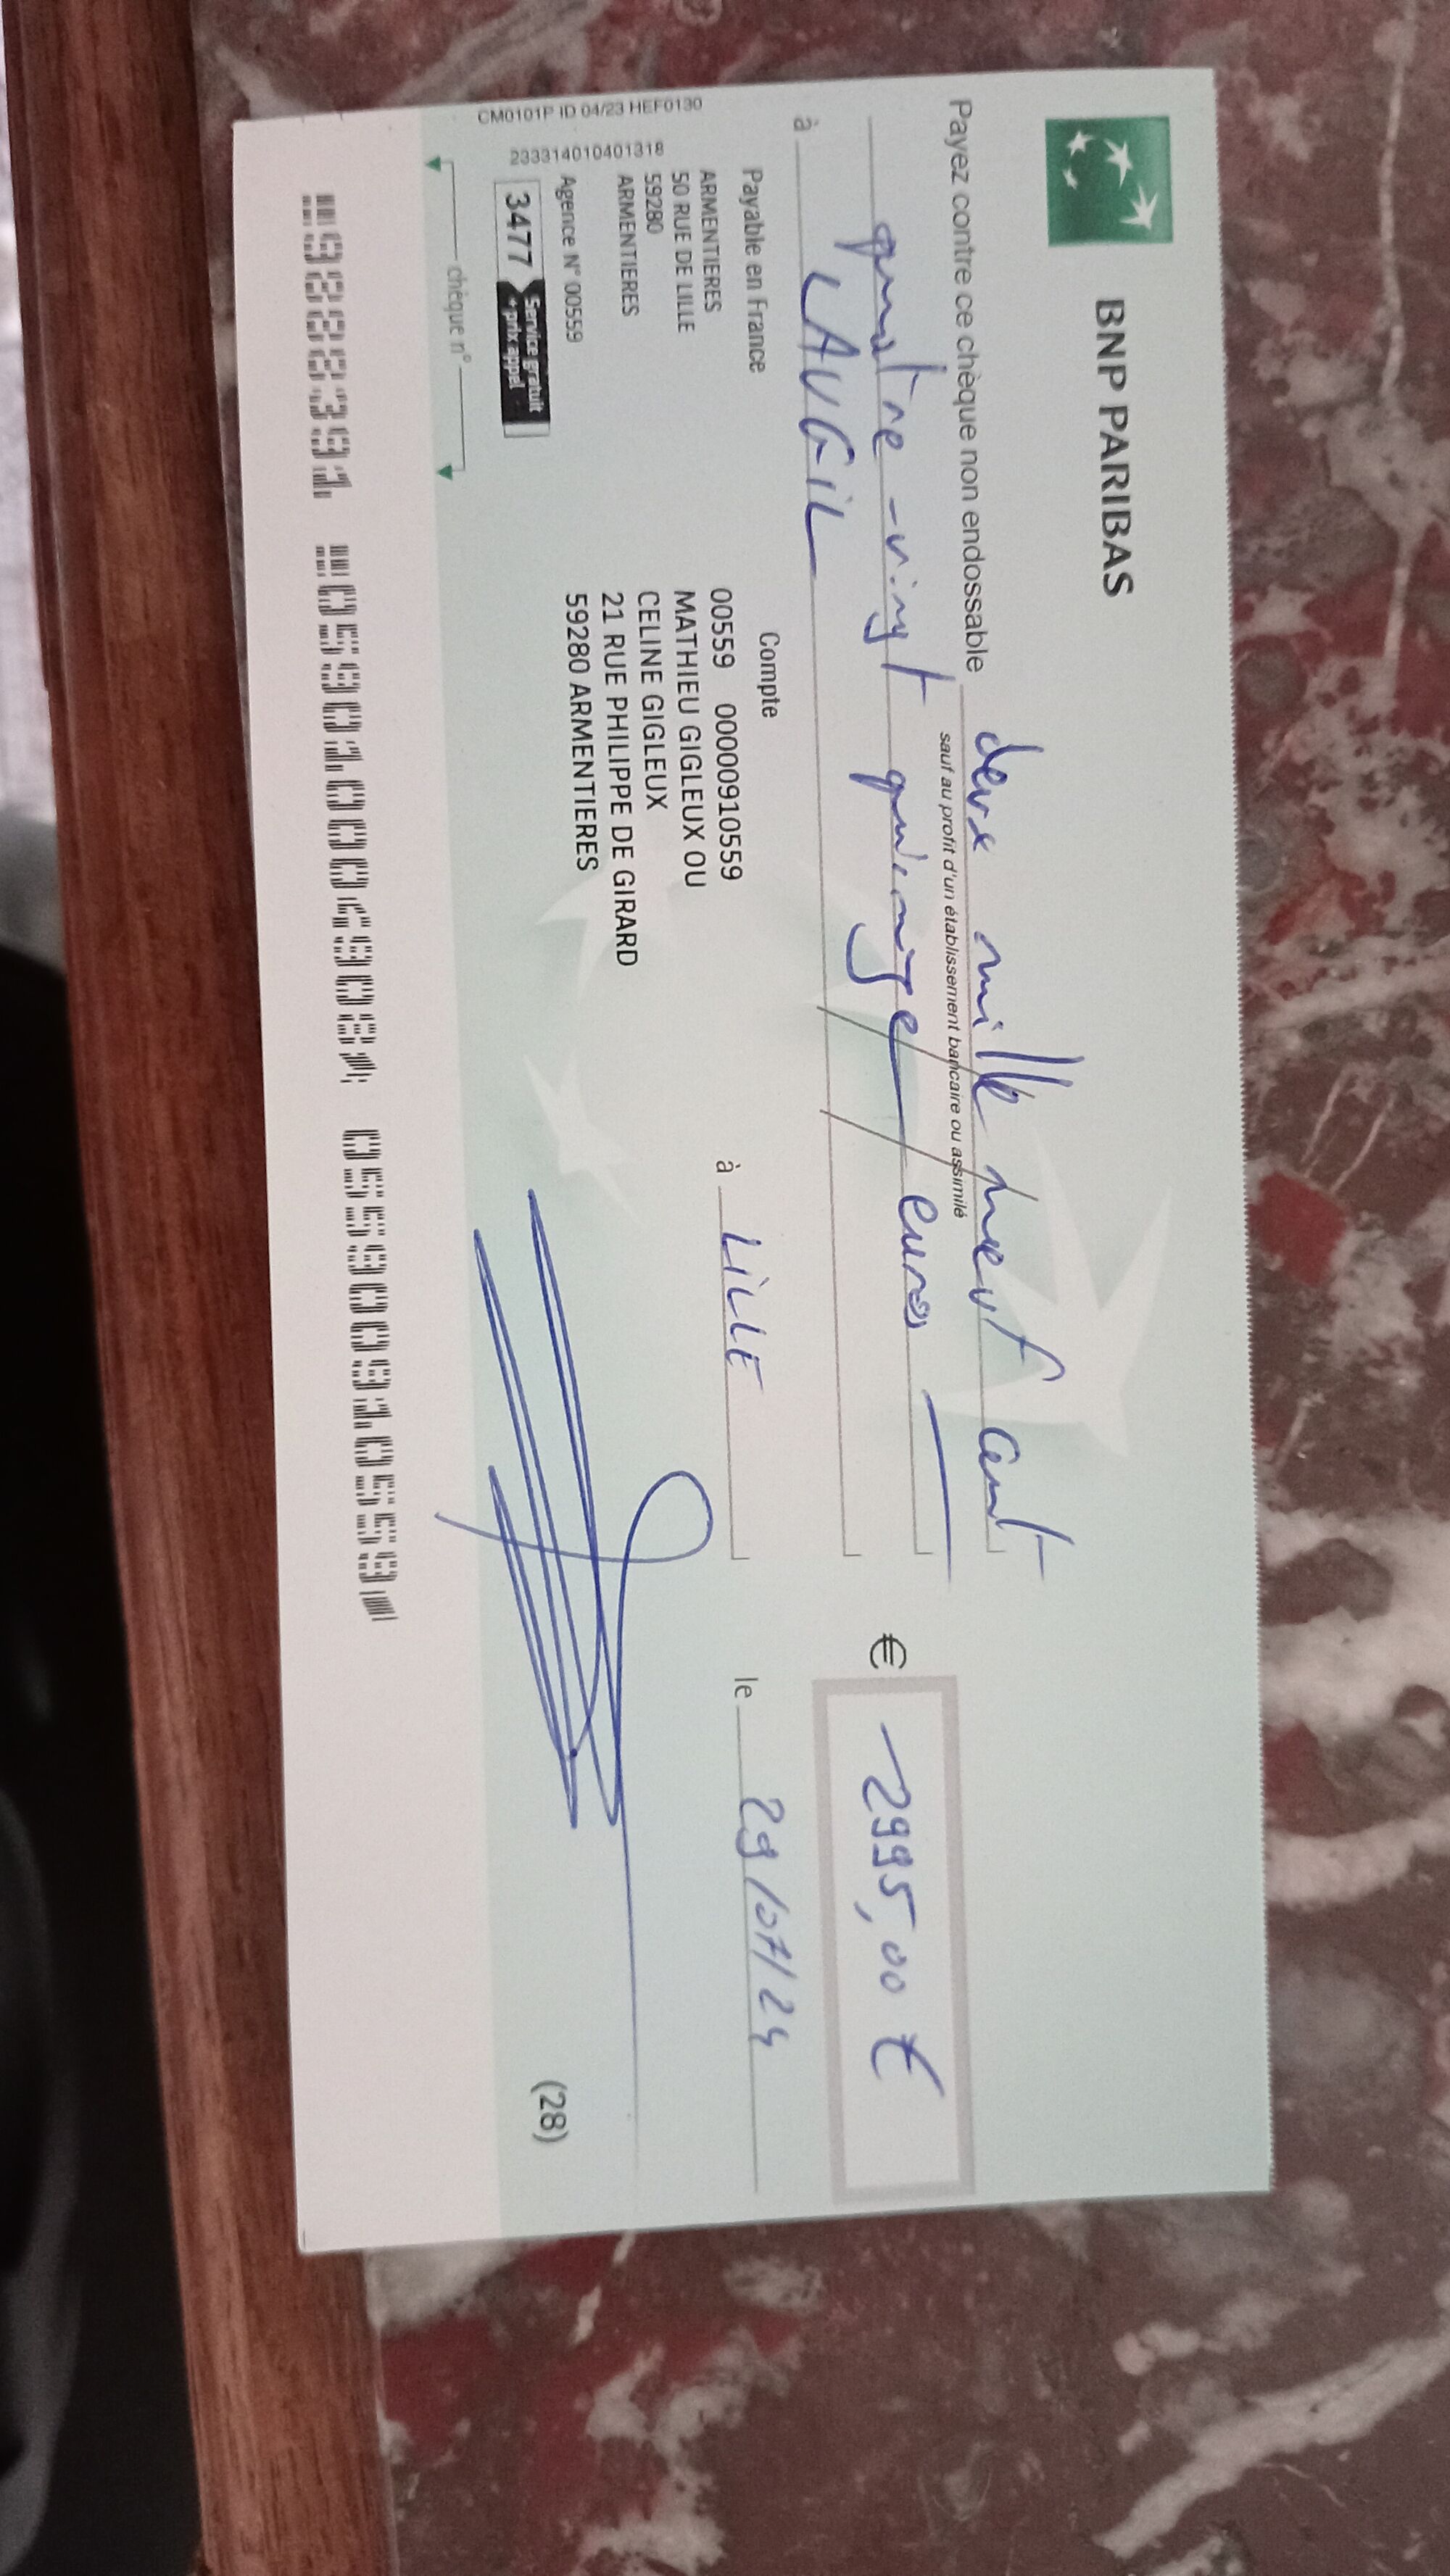 BNP PARIBAS
Payez contre ce chèque non endossable deux mille neuf cent
sauf au profit d'un établissement bancaire ou assimilé
quatre-vingt quinze euros
€ 2995,00 €
à LAVGIL
Payable en France
Compte
à LILLE
le 29/07/24
ARMENTIERES
50 RUE DE LILLE
59280
ARMENTIERES
Agence N° 00559
3477 Service gratuit
+ prix appel
00559 00000910559
MATHIEU GIGLEUX OU
CELINE GIGLEUX
21 RUE PHILIPPE DE GIRARD
59280 ARMENTIERES
CM0101P ID 04/23 HEF0130
233314010401318
(28)
chèque n°